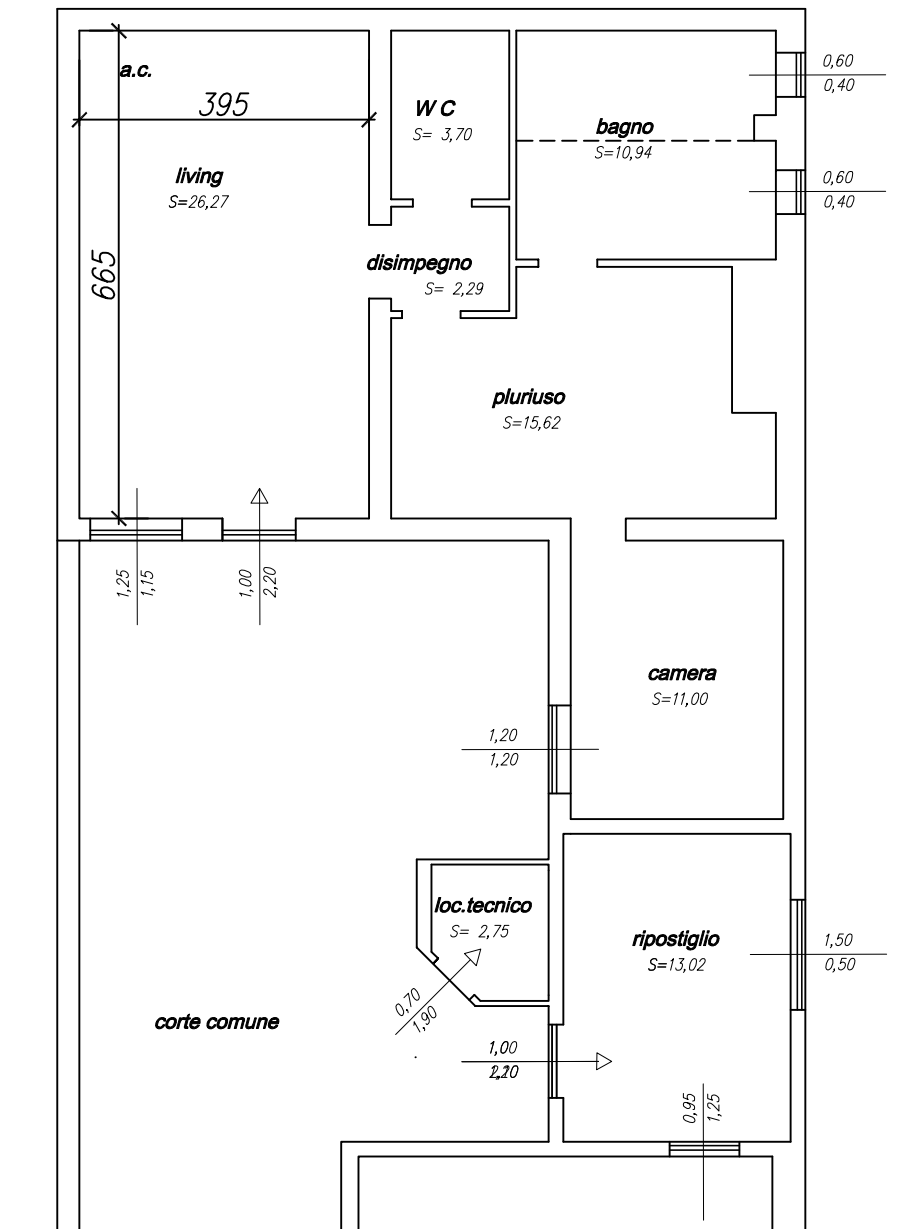 0,60
0,40
a.c.
395
W C
S= 3,70
bagno
S=10,94
living
S=26,27
0,60
0,40
665
disimpegno
S= 2,29
pluriuso
S=15,62
1,25
1,15
1,00
2,20
camera
S=11,00
1,20
1,20
loc.tecnico
S= 2,75
ripostiglio
S=13,02
1,50
0,50
0,70
1,90
corte comune
1,00
0,95
1,25